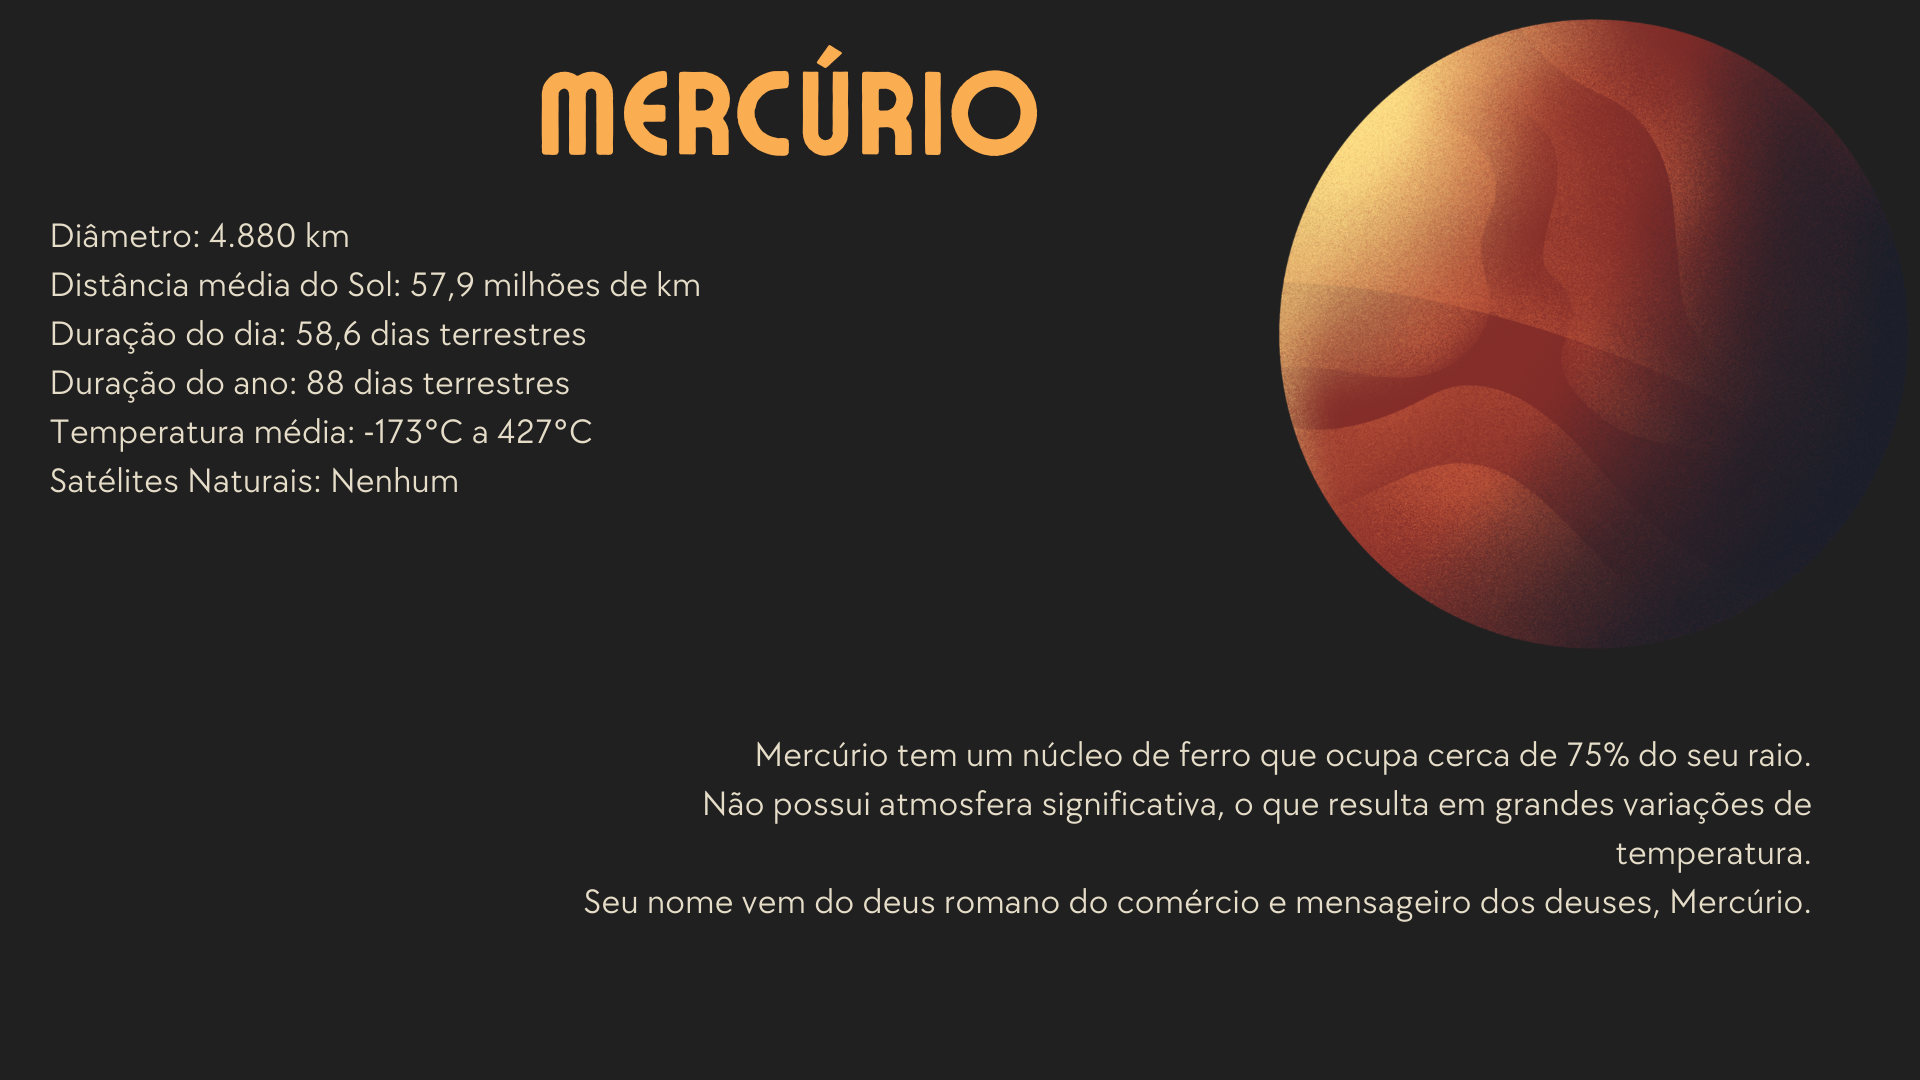 MERCÚRIO
Diâmetro: 4.880 km
Distância média do Sol: 57,9 milhões de km
Duração do dia: 58,6 dias terrestres
Duração do ano: 88 dias terrestres
Temperatura média: -173°C a 427°C
Satélites Naturais: Nenhum
Mercúrio tem um núcleo de ferro que ocupa cerca de 75% do seu raio.
Não possui atmosfera significativa, o que resulta em grandes variações de
temperatura.
Seu nome vem do deus romano do comércio e mensageiro dos deuses, Mercúrio.